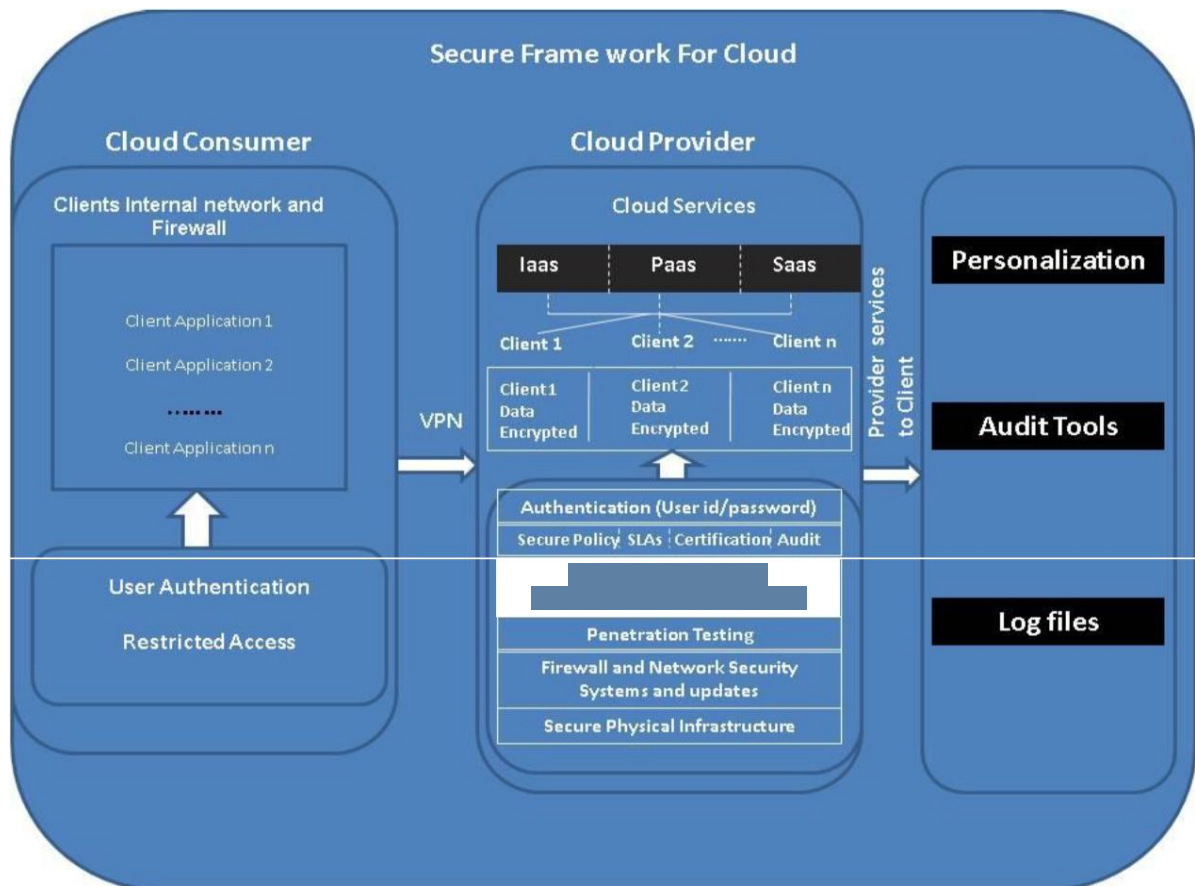 Secure Frame work For Cloud
Cloud Consumer
Clients Internal network and
Firewall
Client Application 1
Client Application 2
........
Client Application n
User Authentication
Restricted Access
VPN
Cloud Provider
Cloud Services
Iaas Paas Saas
Client 1 Client 2 ....... Client n
Client1 Client2 Client n
Data Data Data
Encrypted Encrypted Encrypted
Authentication (User id/password)
Secure Policy SLAs Certification Audit
Penetration Testing
Firewall and Network Security
Systems and updates
Secure Physical Infrastructure
Provider services
to Client
Personalization
Audit Tools
Log files